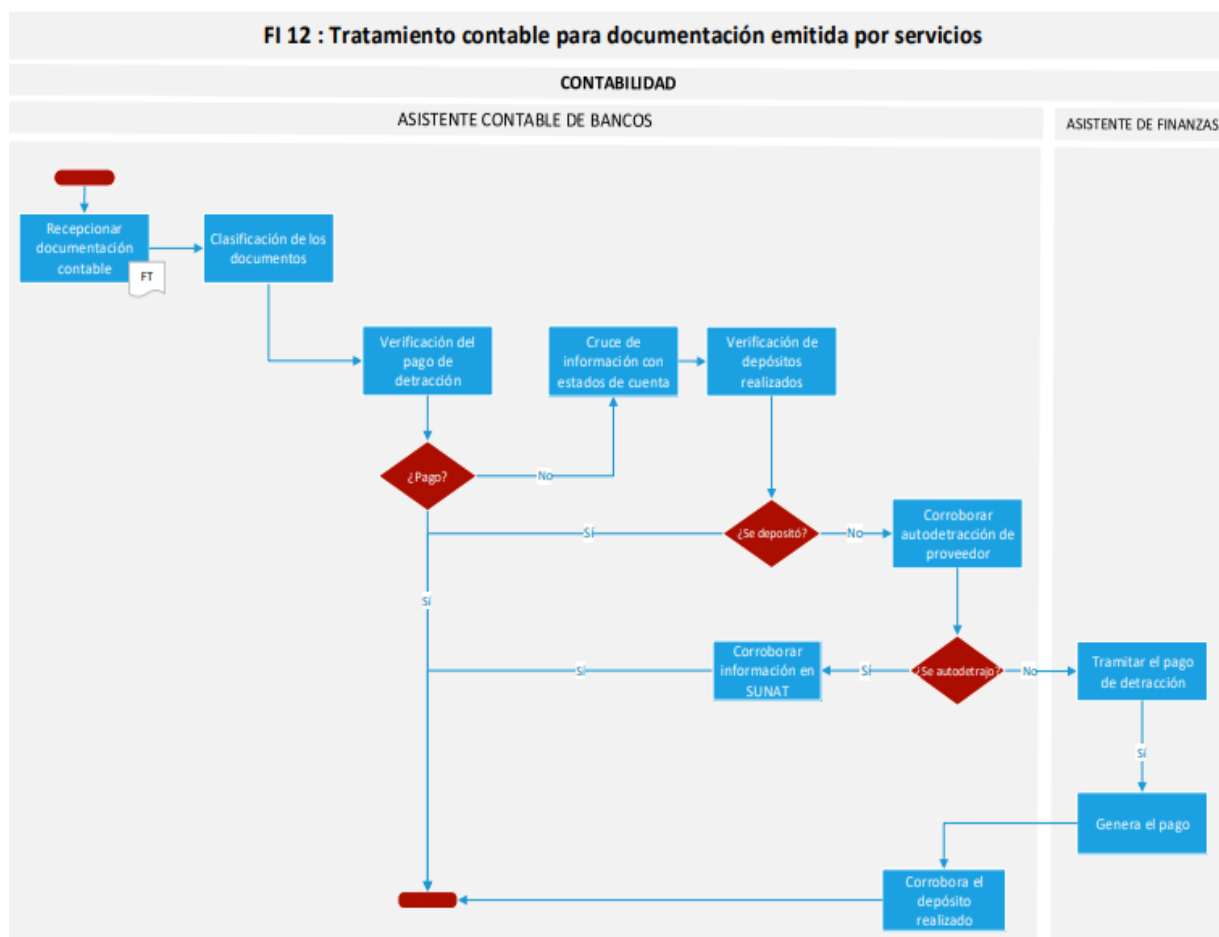 FI 12 : Tratamiento contable para documentación emitida por servicios
CONTABILIDAD
ASISTENTE CONTABLE DE BANCOS
ASISTENTE DE FINANZAS
Recepcionar
documentación
contable
FT
Clasificación de los
documentos
Verificación del
pago de
detracción
Cruce de
información con
estados de cuenta
Verificación de
depósitos
realizados
¿Pago?
No
¿Se depositó?
Sí
No
Corroborar
autodetracción de
proveedor
Sí
¿Se autodetrajo?
Sí
No
Corroborar
información en
SUNAT
Sí
Tramitar el pago
de detracción
Sí
Genera el pago
Corrobora el
depósito
realizado